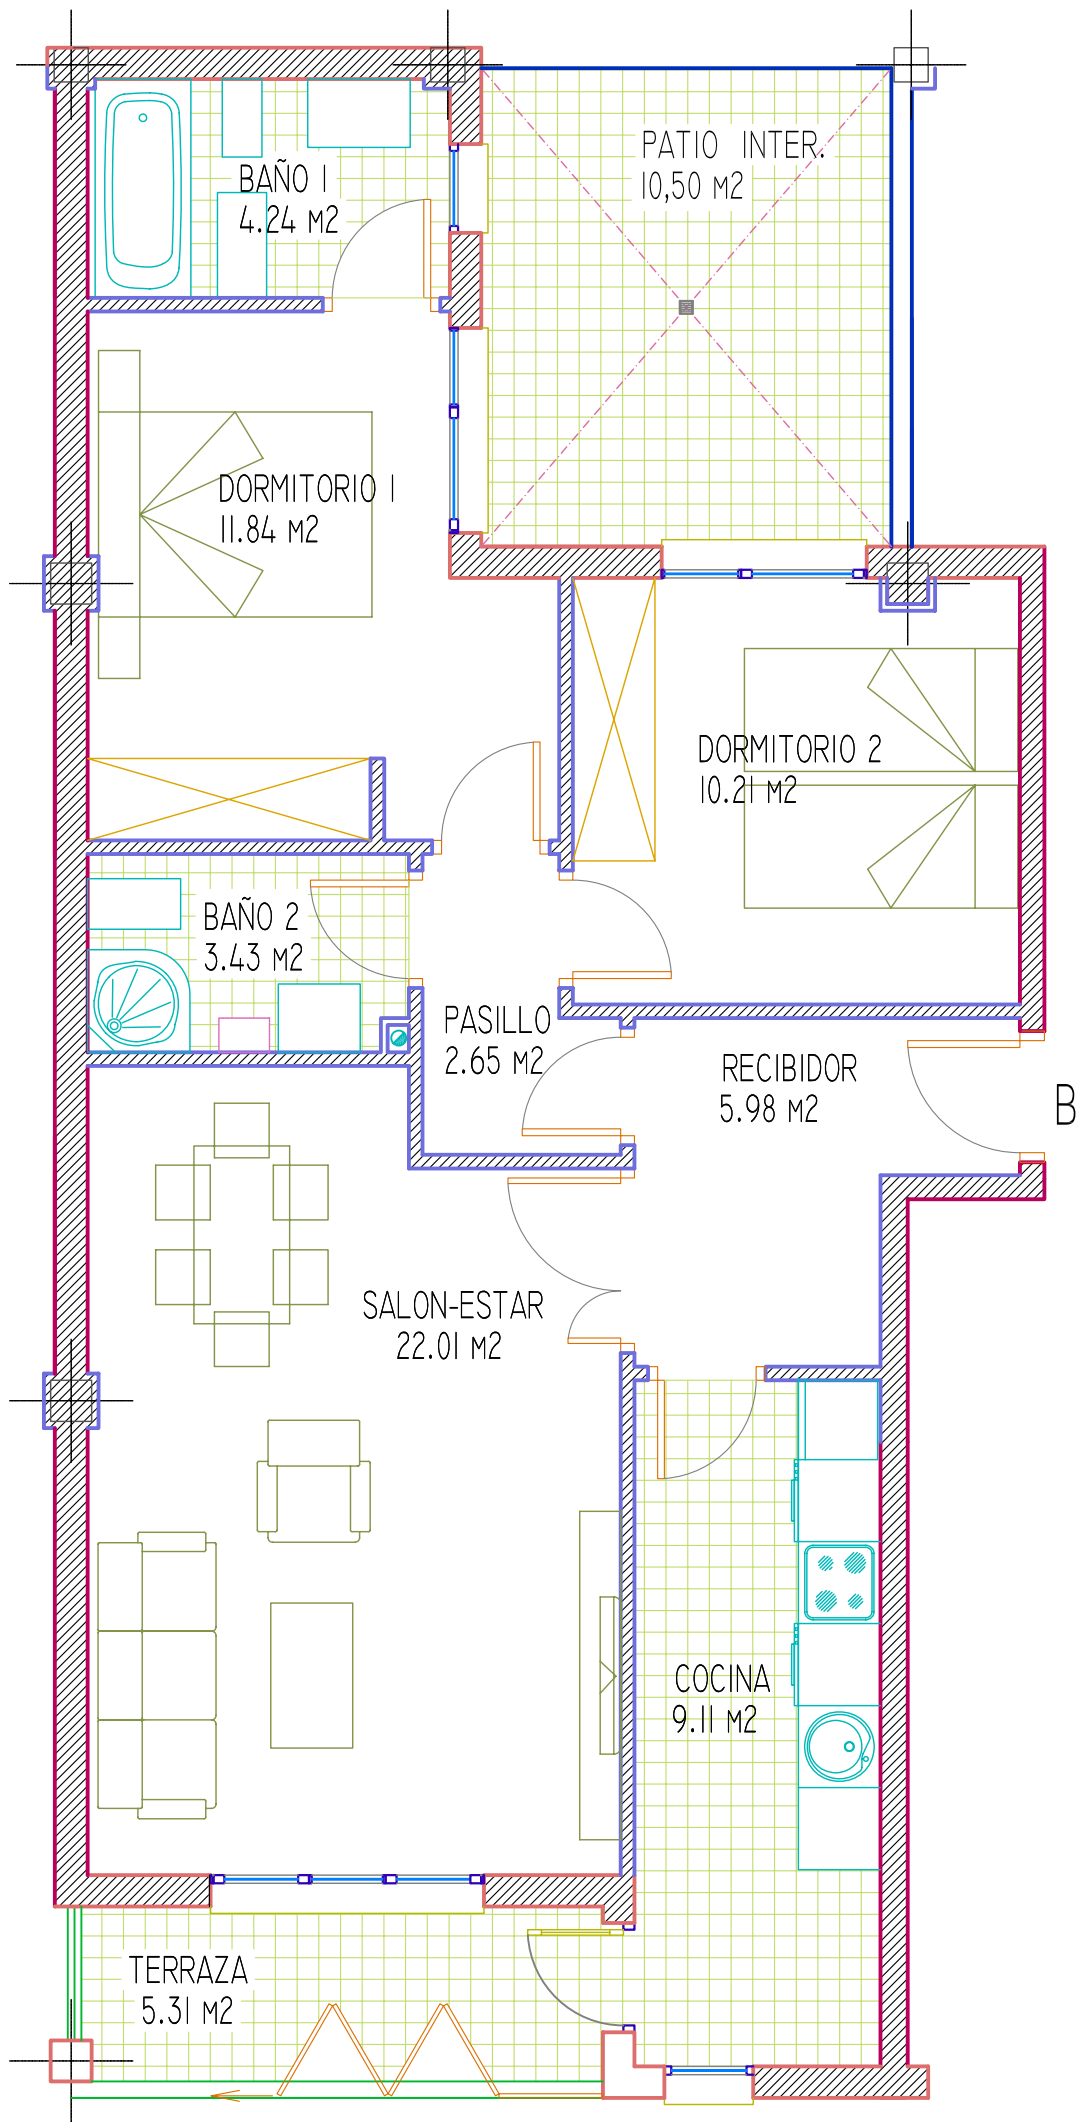 PATIO INTER.
10,50 M2
BAÑO 1
4.24 M2
DORMITORIO 1
11.84 M2
DORMITORIO 2
10.21 M2
BAÑO 2
3.43 M2
PASILLO
2.65 M2
RECIBIDOR
5.98 M2
B
SALON-ESTAR
22.01 M2
COCINA
9.11 M2
TERRAZA
5.31 M2